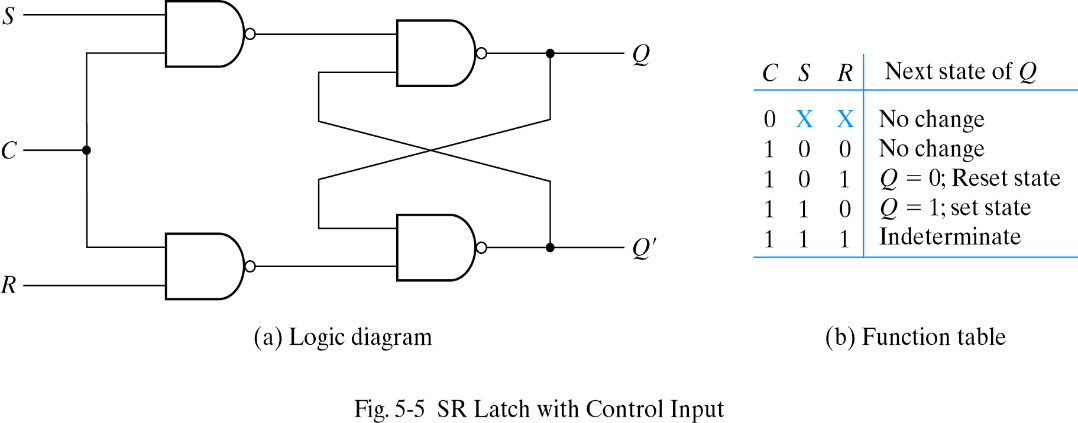 S
C
R
Q
Q′
(a) Logic diagram
C S R Next state of Q
0 X X No change
1 0 0 No change
1 0 1 Q = 0; Reset state
1 1 0 Q = 1; set state
1 1 1 Indeterminate
(b) Function table
Fig. 5-5 SR Latch with Control Input